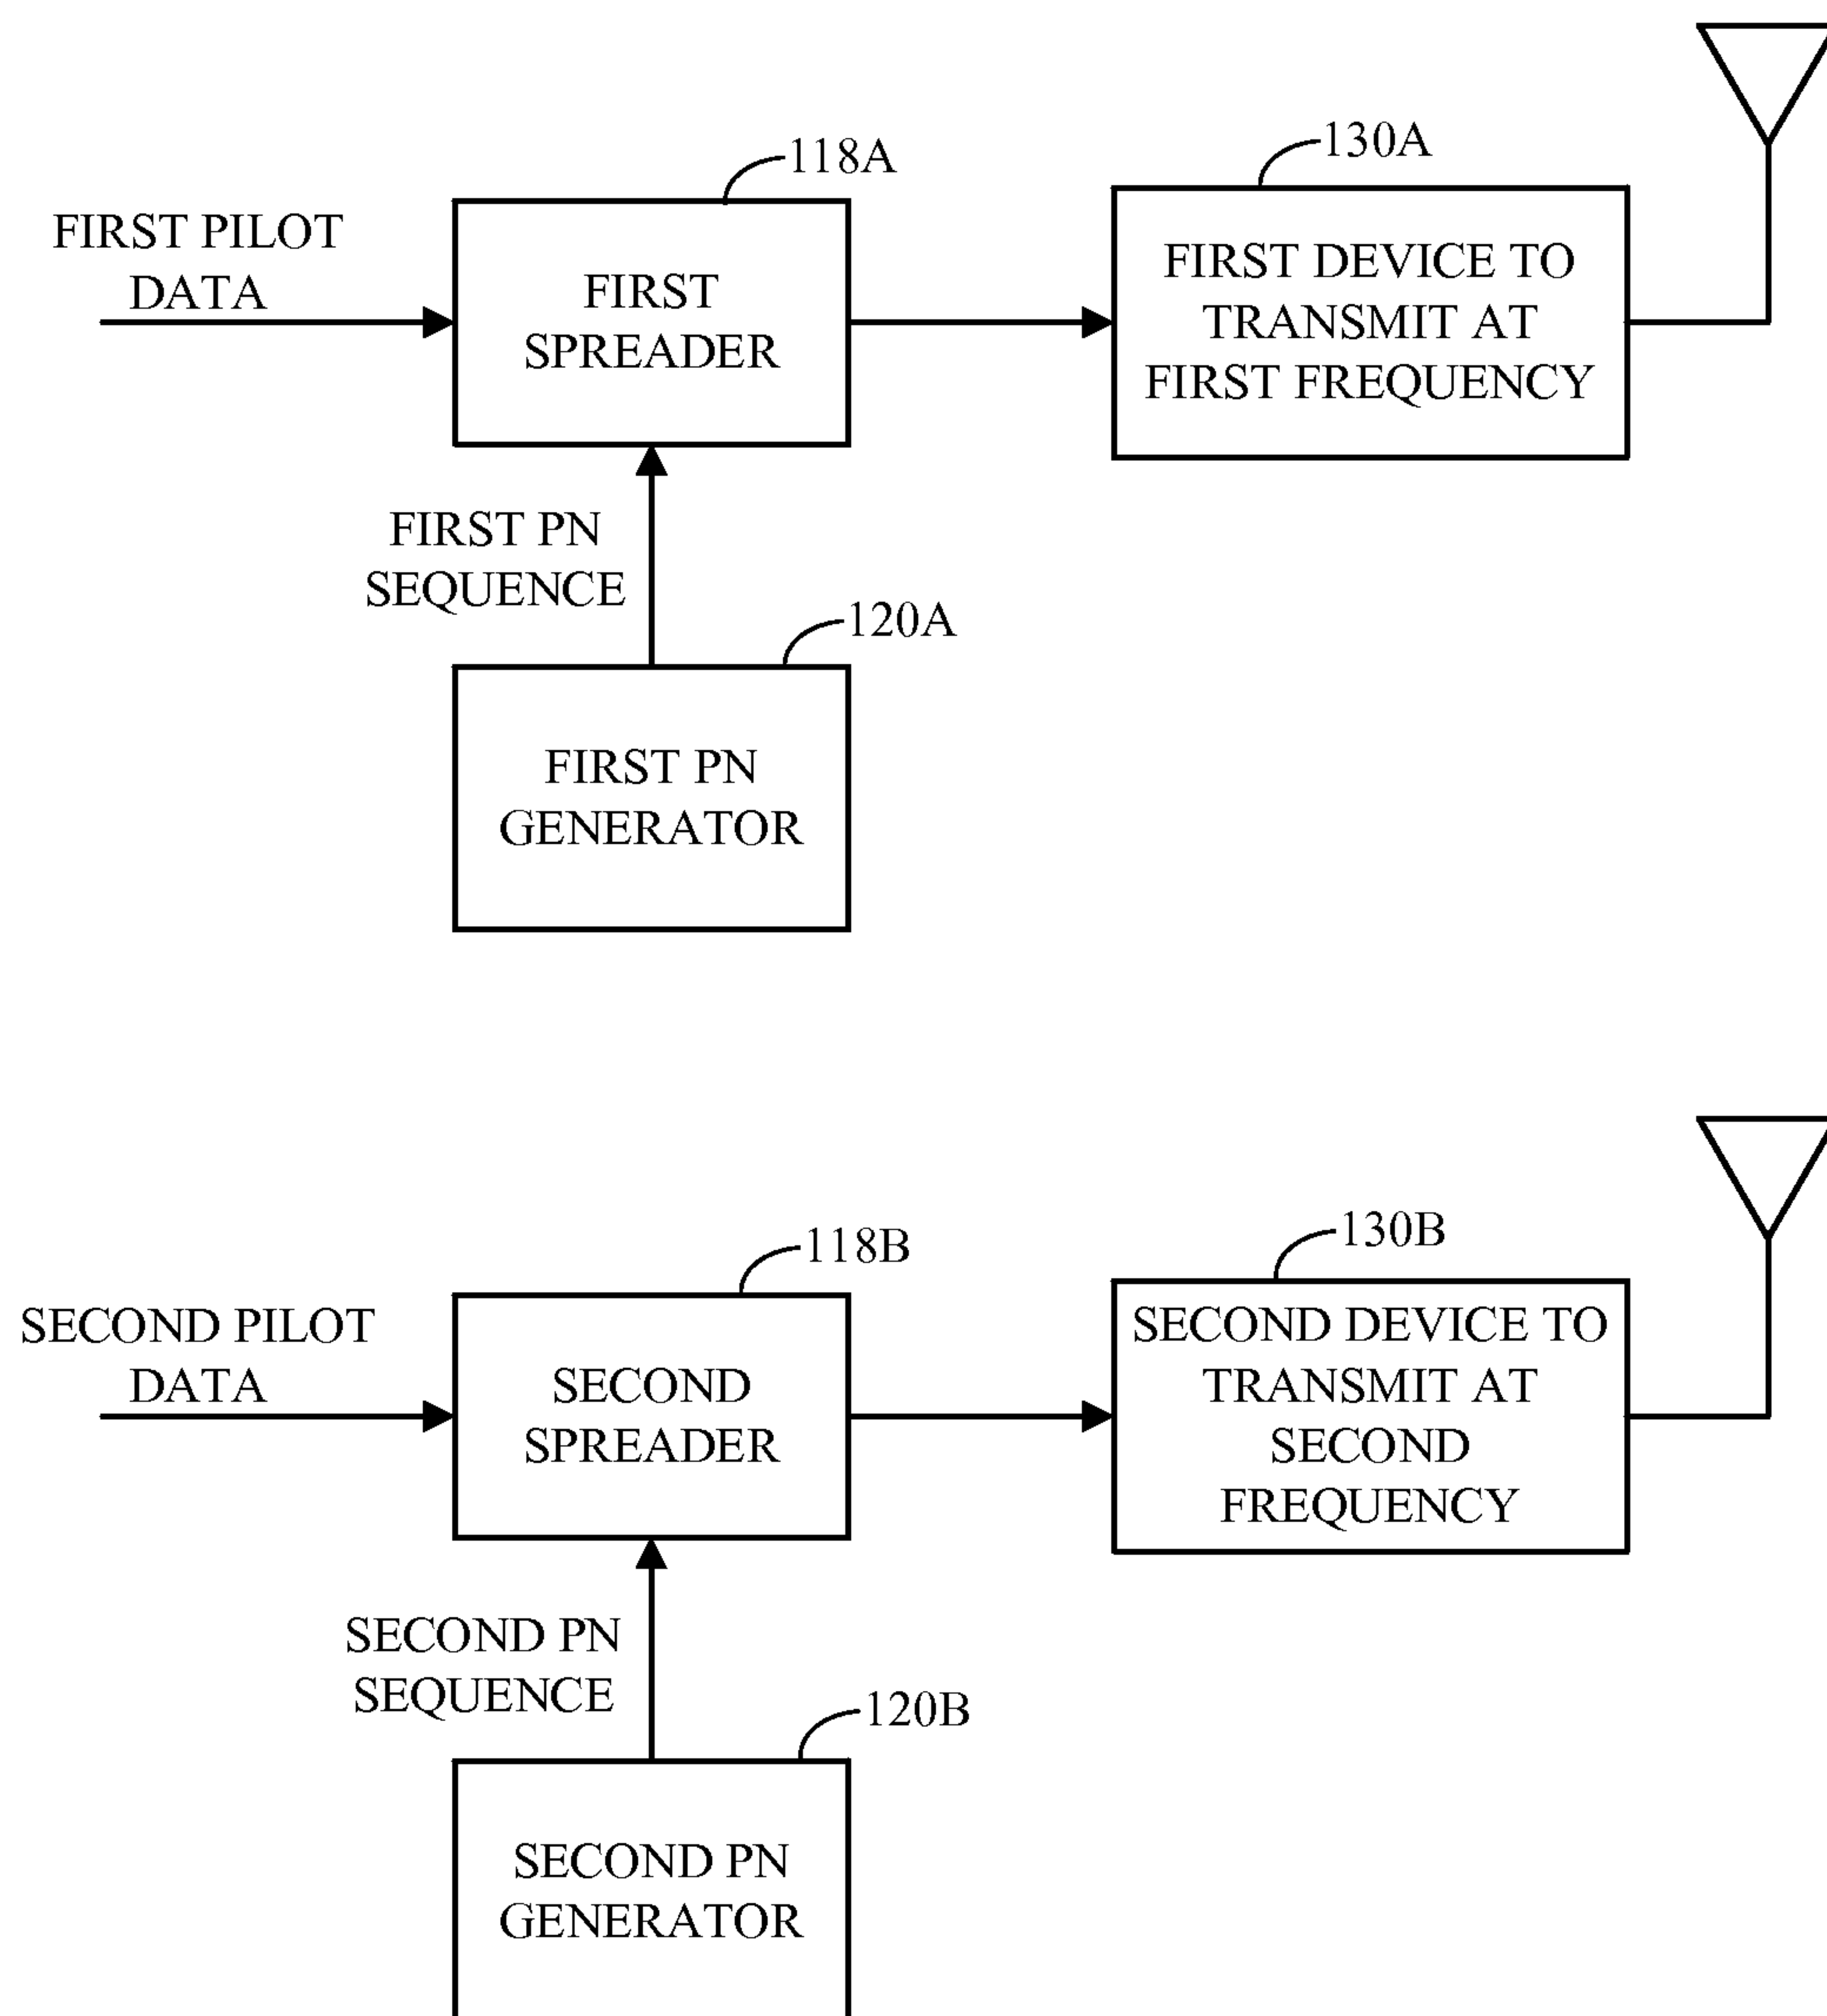 118A
130A
FIRST PILOT
DATA
FIRST
SPREADER
FIRST DEVICE TO
TRANSMIT AT
FIRST FREQUENCY
FIRST PN
SEQUENCE
120A
FIRST PN
GENERATOR
118B
130B
SECOND PILOT
DATA
SECOND
SPREADER
SECOND DEVICE TO
TRANSMIT AT
SECOND
FREQUENCY
SECOND PN
SEQUENCE
120B
SECOND PN
GENERATOR